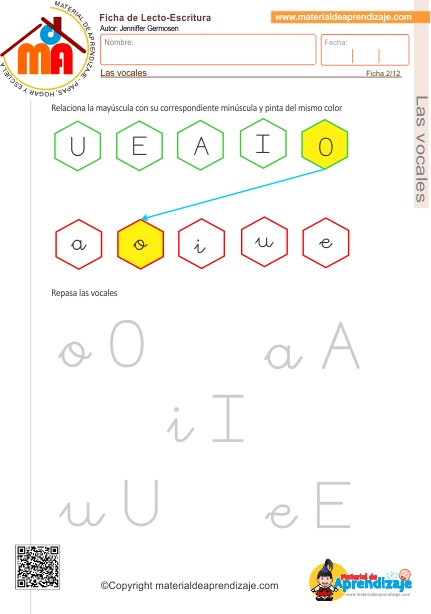 MATERIAL DE APRENDIZAJE - PAPAS, HOGAR Y ESCUELA
d
mA
Ficha de Lecto-Escritura
Autor: Jenniffer Germosen
www.materialdeaprendizaje.com
Nombre:
Fecha:
Las vocales
Ficha 2/12
Las vocales
Relaciona la mayúscula con su correspondiente minúscula y pinta del mismo color
U E A I O
a o i u e
Repasa las vocales
o O a A
i I
u U e E
©Copyright materialdeaprendizaje.com
Material de
Aprendizaje
www.materialdeaprendizaje.com